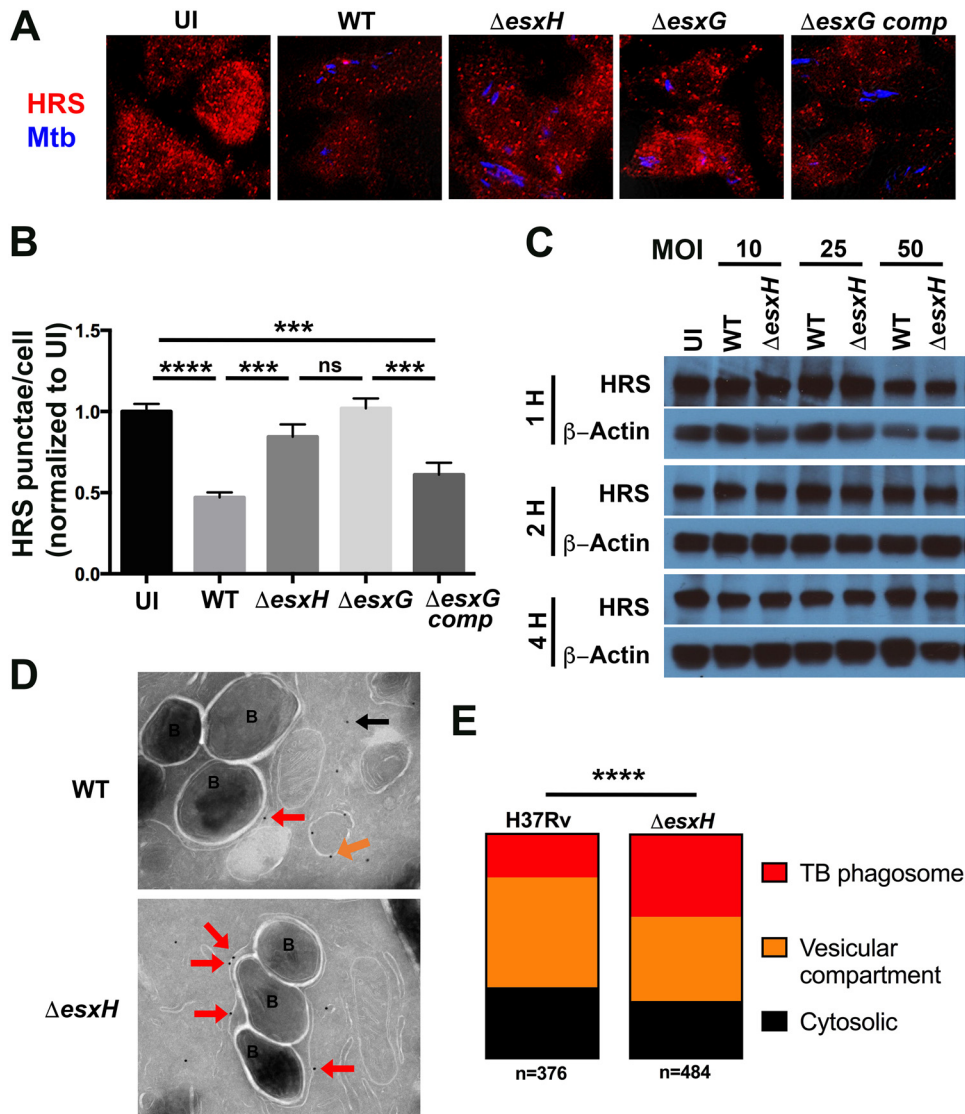 A
UI WT ΔesxH ΔesxG ΔesxG comp
HRS
Mtb
B
HRS punctae/cell
(normalized to UI)
1.5
1.0
0.5
0.0
***
**** *** ns ***
UI WT ΔesxH ΔesxG ΔesxG comp
C
MOI 10 25 50
UI WT ΔesxH WT ΔesxH WT ΔesxH
1 H
HRS
β-Actin
2 H
HRS
β-Actin
4 H
HRS
β-Actin
D
WT
B
B
B
ΔesxH
B
B
B
E
****
H37Rv ΔesxH
TB phagosome
Vesicular
compartment
Cytosolic
n=376 n=484